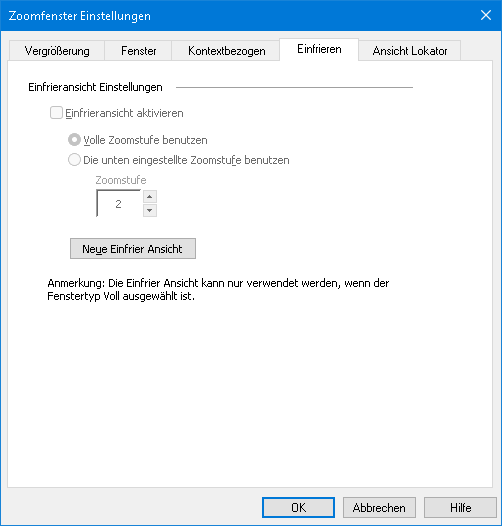 Zoomfenster Einstellungen
Vergrößerung
Fenster
Kontextbezogen
Einfrieren
Ansicht Lokator
Einfrieransicht Einstellungen
Einfrieransicht aktivieren
Volle Zoomstufe benutzen
Die unten eingestellte Zoomstufe benutzen
Zoomstufe
2
Neue Einfrier Ansicht
Anmerkung: Die Einfrier Ansicht kann nur verwendet werden, wenn der
Fenstertyp Voll ausgewählt ist.
OK
Abbrechen
Hilfe